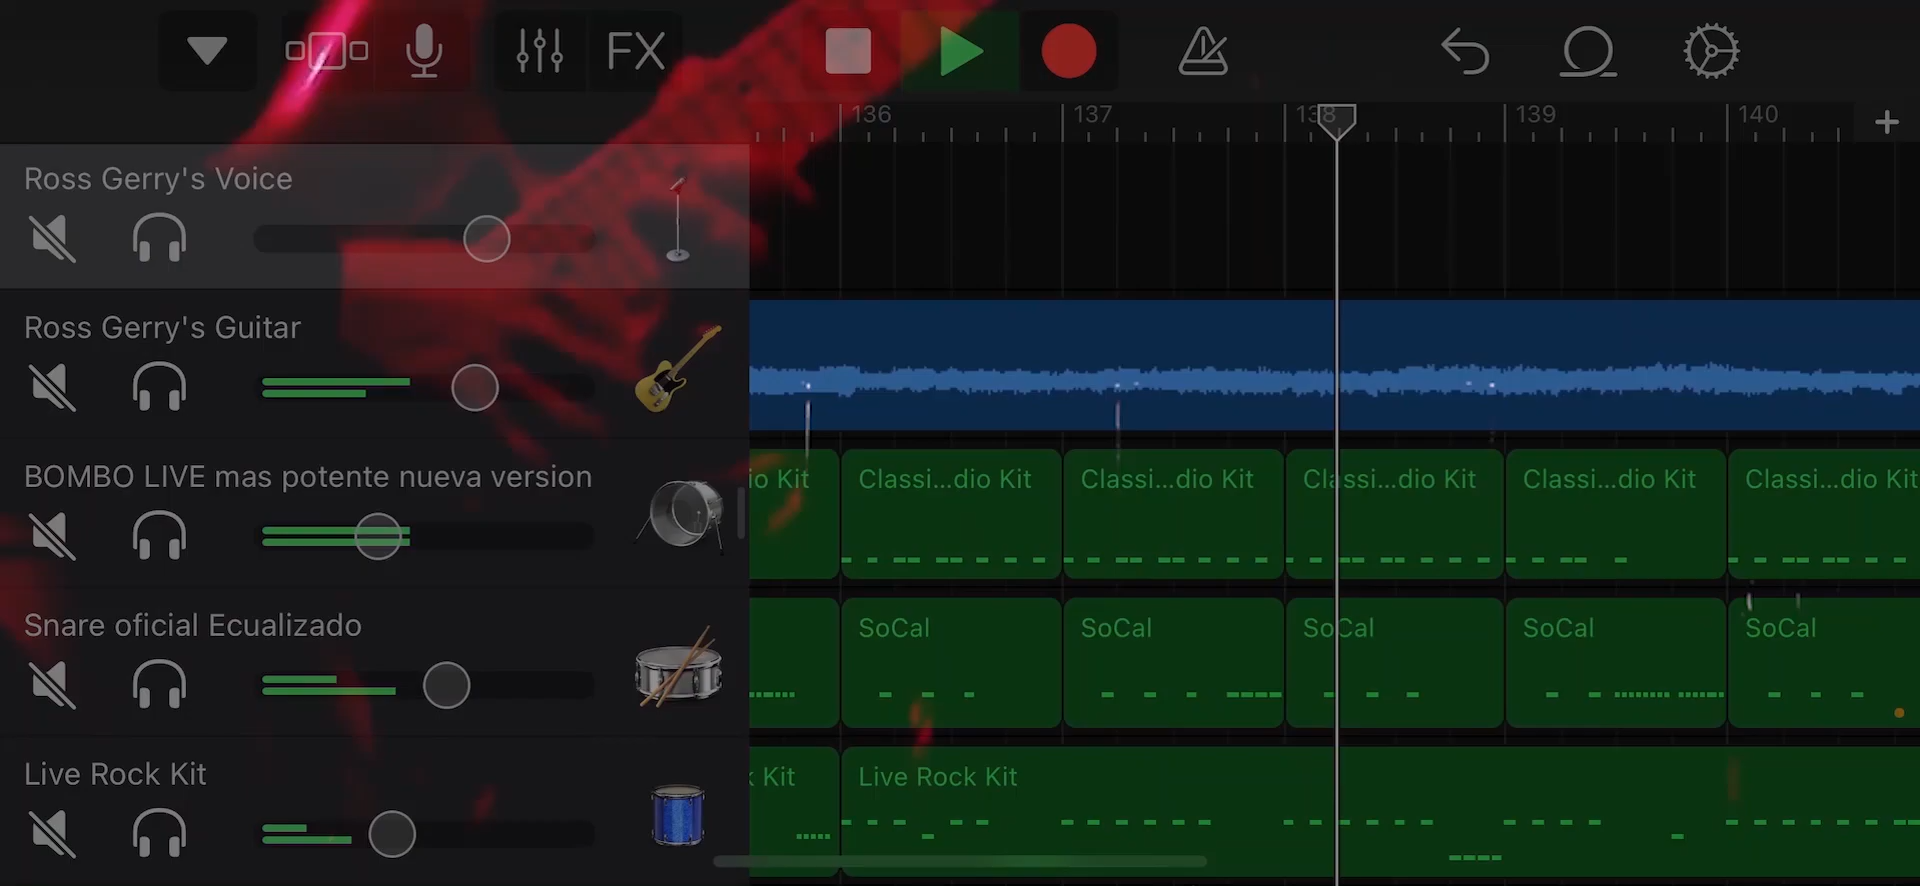 FX
136 137 138 139 140
Ross Gerry's Voice
Ross Gerry's Guitar
BOMBO LIVE mas potente nueva version
io Kit Classi...dio Kit Classi...dio Kit Classi...dio Kit Classi...dio Kit Classi...dio Kit
Snare oficial Ecualizado
SoCal SoCal SoCal SoCal SoCal
Live Rock Kit
Kit Live Rock Kit